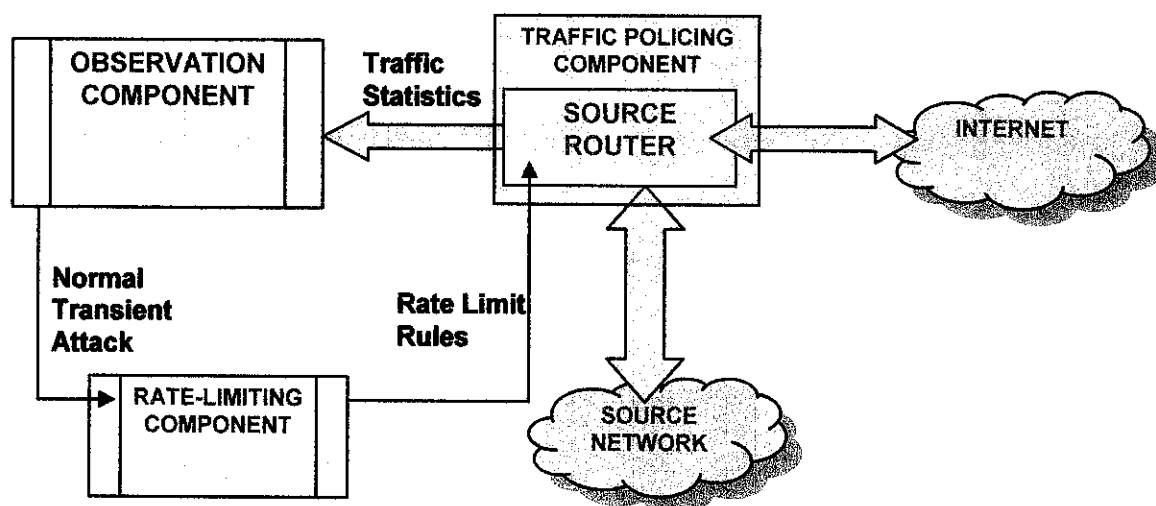 OBSERVATION
COMPONENT
Traffic
Statistics
TRAFFIC POLICING
COMPONENT
SOURCE
ROUTER
INTERNET
Normal
Transient
Attack
Rate Limit
Rules
RATE-LIMITING
COMPONENT
SOURCE
NETWORK